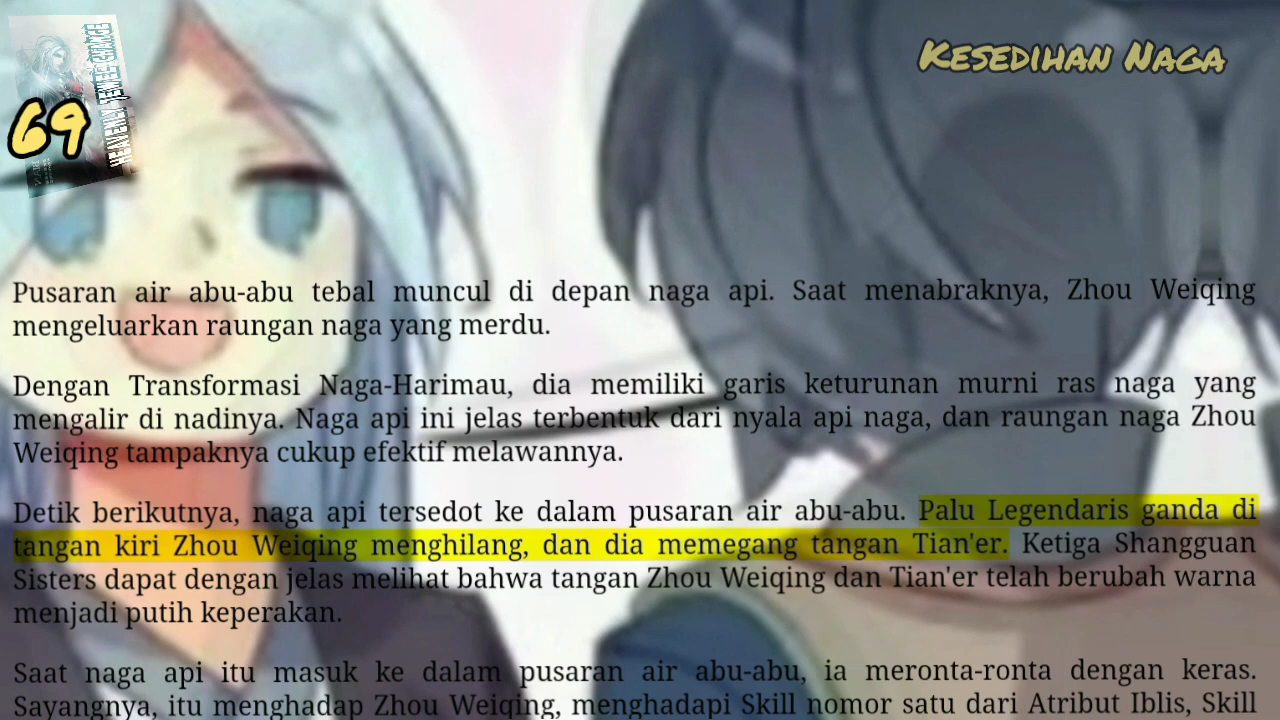 HEAVENLY JEWEL CHANGE
69
Kesedihan Naga
Pusaran air abu-abu tebal muncul di depan naga api. Saat menabraknya, Zhou Weiqing
mengeluarkan raungan naga yang merdu.
Dengan Transformasi Naga-Harimau, dia memiliki garis keturunan murni ras naga yang
mengalir di nadinya. Naga api ini jelas terbentuk dari nyala api naga, dan raungan naga Zhou
Weiqing tampaknya cukup efektif melawannya.
Detik berikutnya, naga api tersedot ke dalam pusaran air abu-abu. Palu Legendaris ganda di
tangan kiri Zhou Weiqing menghilang, dan dia memegang tangan Tian'er. Ketiga Shangguan
Sisters dapat dengan jelas melihat bahwa tangan Zhou Weiqing dan Tian'er telah berubah warna
menjadi putih keperakan.
Saat naga api itu masuk ke dalam pusaran air abu-abu, ia meronta-ronta dengan keras.
Sayangnya, itu menghadap Zhou Weiqing, menghadapi Skill nomor satu dari Atribut Iblis, Skill